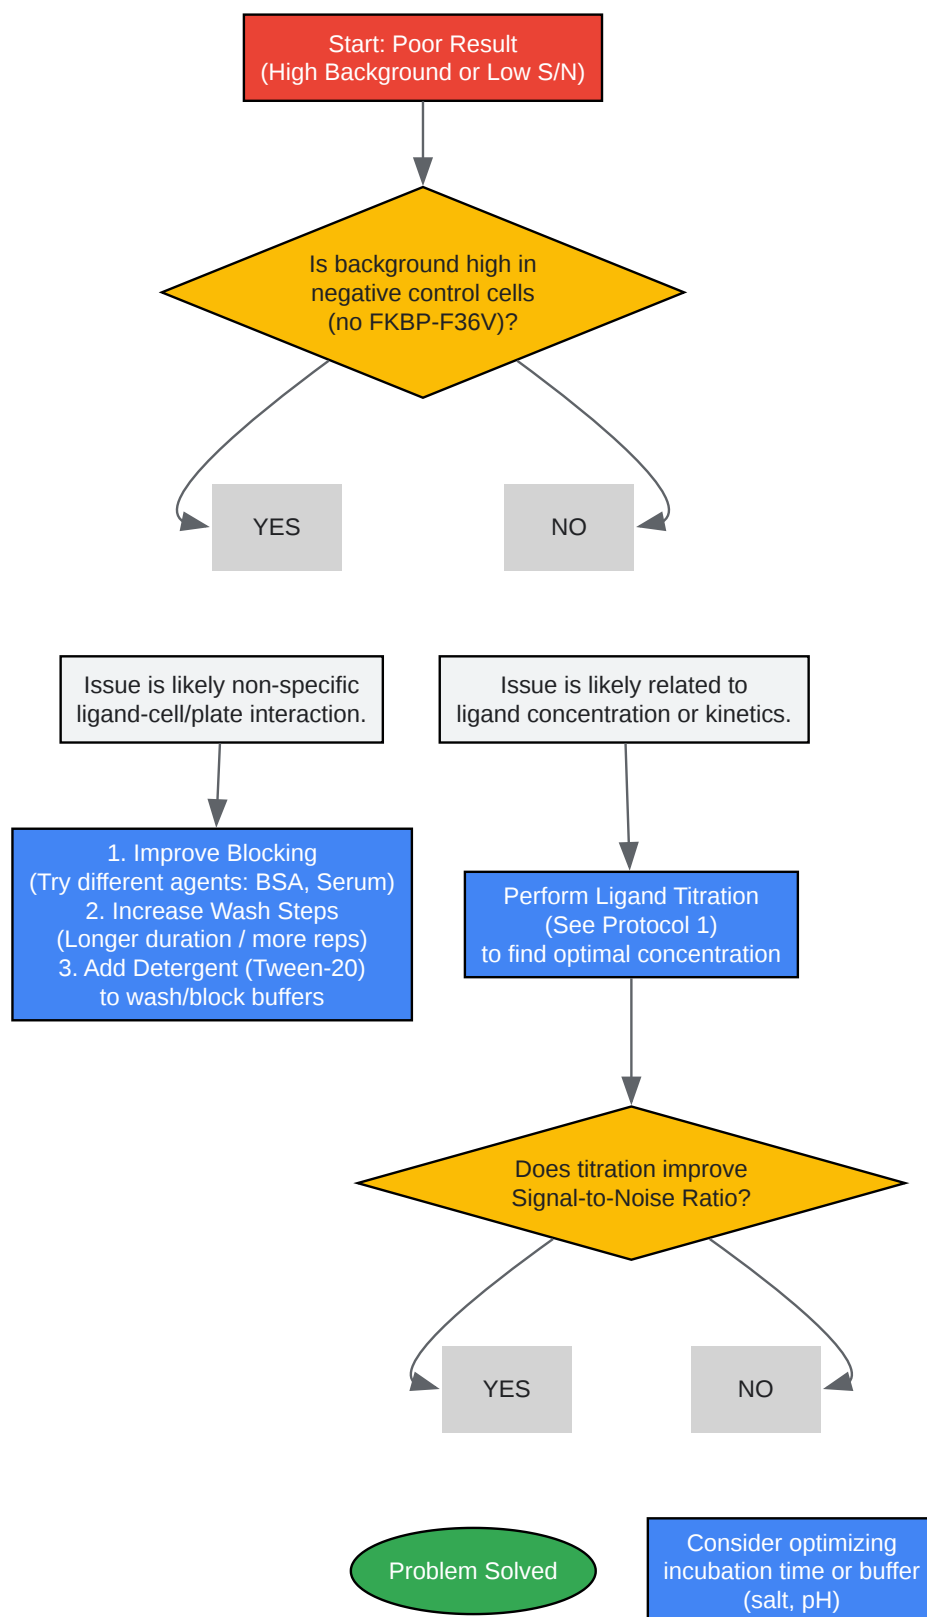 Start: Poor Result
(High Background or Low S/N)
Is background high in
negative control cells
(no FKBP-F36V)?
YES
NO
Issue is likely non-specific
ligand-cell/plate interaction.
Issue is likely related to
ligand concentration or kinetics.
1. Improve Blocking
(Try different agents: BSA, Serum)
2. Increase Wash Steps
(Longer duration / more reps)
3. Add Detergent (Tween-20)
to wash/block buffers
Perform Ligand Titration
(See Protocol 1)
to find optimal concentration
Does titration improve
Signal-to-Noise Ratio?
YES
NO
Problem Solved
Consider optimizing
incubation time or buffer
(salt, pH)